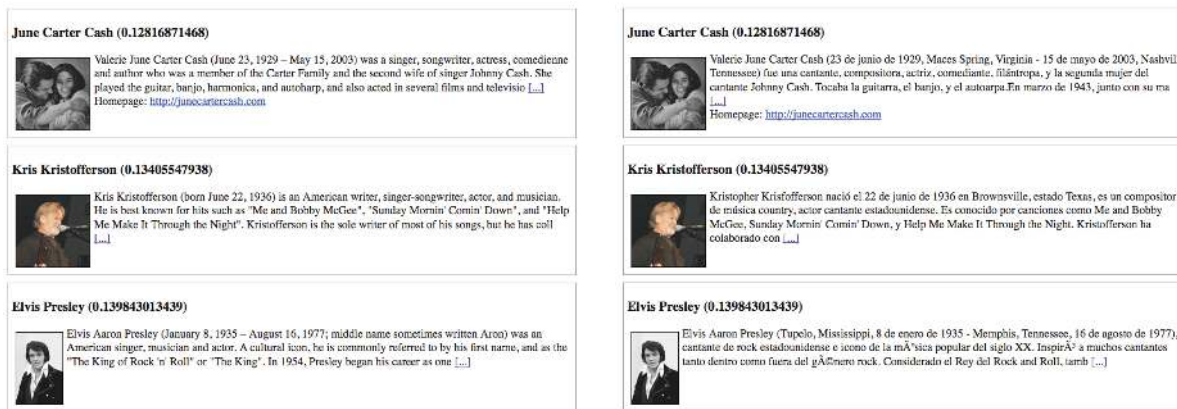 June Carter Cash (0.12816871468)
Valerie June Carter Cash (June 23, 1929 – May 15, 2003) was a singer, songwriter, actress, comedienne
and author who was a member of the Carter Family and the second wife of singer Johnny Cash. She
played the guitar, banjo, harmonica, and autoharp, and also acted in several films and televisio [...]
Homepage: http://junecartercash.com
Kris Kristofferson (0.13405547938)
Kris Kristofferson (born June 22, 1936) is an American writer, singer-songwriter, actor, and musician.
He is best known for hits such as "Me and Bobby McGee", "Sunday Mornin' Comin' Down", and "Help
Me Make It Through the Night". Kristofferson is the sole writer of most of his songs, but he has coll
[...]
Elvis Presley (0.139843013439)
Elvis Aaron Presley (January 8, 1935 – August 16, 1977; middle name sometimes written Aron) was an
American singer, musician and actor. A cultural icon, he is commonly referred to by his first name, and as the
"The King of Rock 'n' Roll" or "The King". In 1954, Presley began his career as one [...]
June Carter Cash (0.12816871468)
Valerie June Carter Cash (23 de junio de 1929, Maces Spring, Virginia - 15 de mayo de 2003, Nashvil
Tennessee) fue una cantante, compositora, actriz, comediante, filántropa, y la segunda mujer del
cantante Johnny Cash. Tocaba la guitarra, el banjo, y el autoarpa.En marzo de 1943, junto con su ma
[...]
Homepage: http://junecartercash.com
Kris Kristofferson (0.13405547938)
Kristopher Krisfofferson nació el 22 de junio de 1936 en Brownsville, estado Texas, es un compositor
de música country, actor cantante estadounidense. Es conocido por canciones como Me and Bobby
McGee, Sunday Mornin' Comin' Down, y Help Me Make It Through the Night. Kristofferson ha
colaborado con [...]
Elvis Presley (0.139843013439)
Elvis Aaron Presley (Tupelo, Mississippi, 8 de enero de 1935 - Memphis, Tennessee, 16 de agosto de 1977),
cantante de rock estadounidense e icono de la mÃºsica popular del siglo XX. InspirÃ³ a muchos cantantes
tanto dentro como fuera del gÃ©nero rock. Considerado el Rey del Rock and Roll, tamb [...]